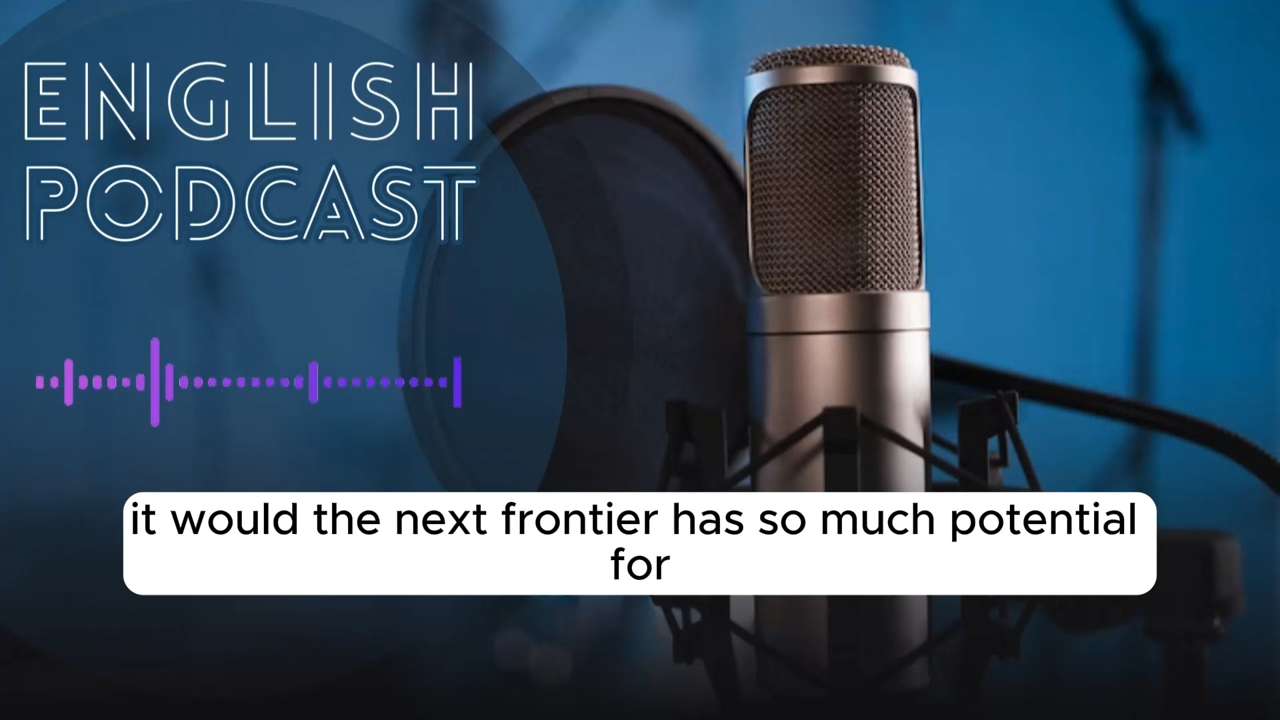 ENGLISH
PODCAST
it would the next frontier has so much potential
for